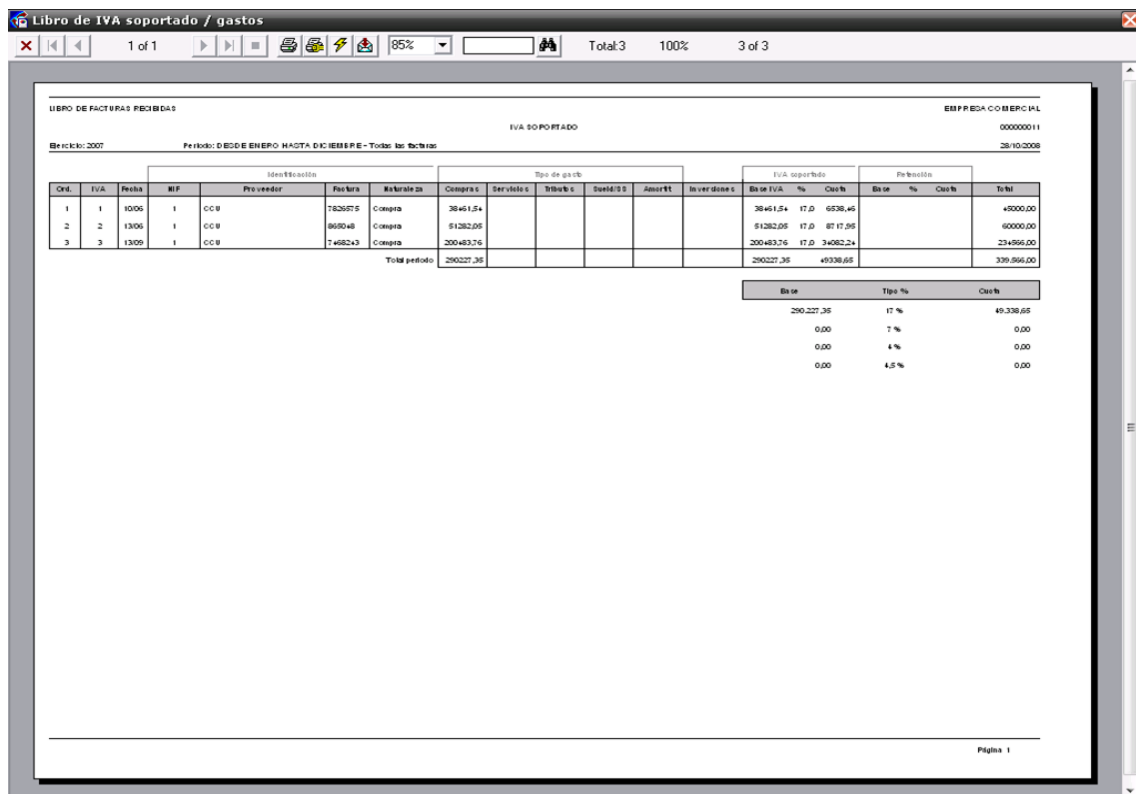 Libro de IVA soportado / gastos
1 of 1 85% Total:3 100% 3 of 3
LIBRO DE FACTURAS RECIBIDAS EMPRESA COMERCIAL
IVA SOPORTADO 000000011
Ejercicio: 2007 Periodo: DESDE ENERO HASTA DICIEMBRE - Todas las facturas 28/10/2008
Identificación Tipo de gasto IVA soportado Retención
Ord. IVA Fecha NIF Proveedor Factura Naturaleza Compras Servicios Tributos Sueld/SS Amortit Inversiones Base IVA % Cuota Base % Cuota Total
1 1 10/06 1 CCU 7826575 Compra 38461,54 38461,54 17,0 6538,46 45000,00
2 2 13/06 1 CCU 865048 Compra 51282,05 51282,05 17,0 8717,95 60000,00
3 3 13/09 1 CCU 7468243 Compra 200483,76 200483,76 17,0 34082,24 234566,00
Total periodo 290227,35 290227,35 49338,65 339.566,00
Base Tipo % Cuota
290.227,35 17 % 49.338,65
0,00 7 % 0,00
0,00 4 % 0,00
0,00 4,5 % 0,00
Página 1